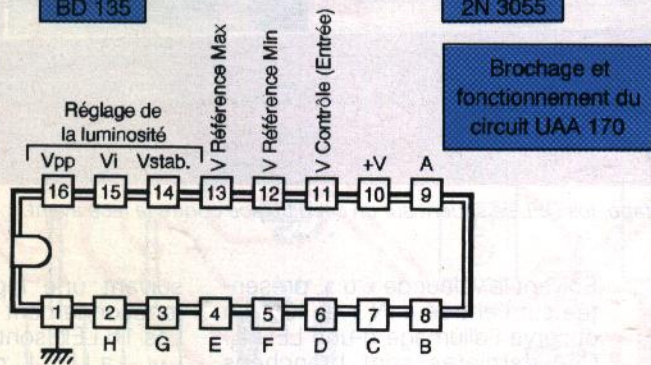 BD 135
2N 3055
Brochage et
fonctionnement du
circuit UAA 170
Réglage de
la luminosité
Vpp Vi Vstab. V Référence Max V Référence Min V Contrôle (Entrée) +V A
16 15 14 13 12 11 10 9
2 3 4 5 6 7 8
H G E F D C B